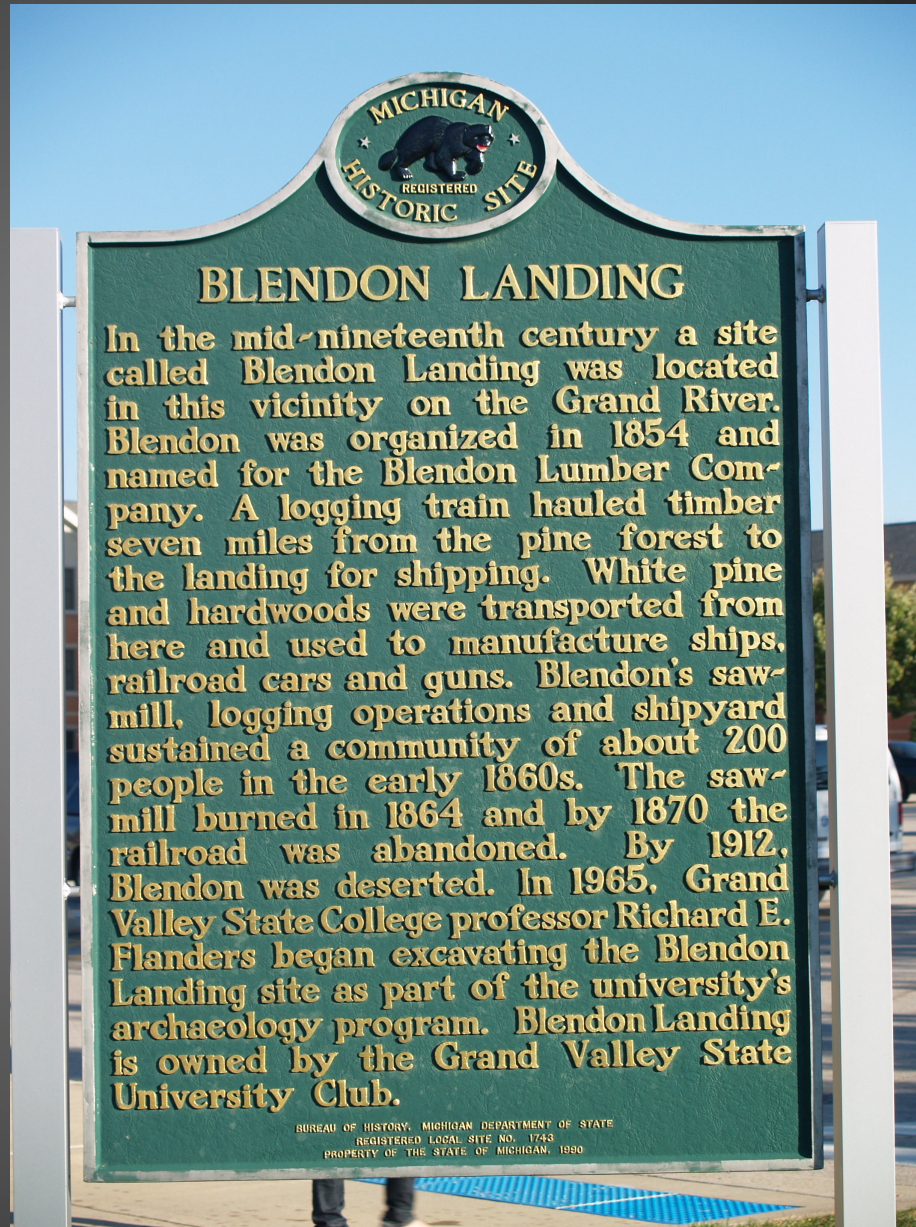 MICHIGAN
REGISTERED
HISTORIC SITE
BLENDON LANDING
In the mid-nineteenth century a site
called Blendon Landing was located
in this vicinity on the Grand River.
Blendon was organized in 1854 and
named for the Blendon Lumber Com-
pany. A logging train hauled timber
seven miles from the pine forest to
the landing for shipping. White pine
and hardwoods were transported from
here and used to manufacture ships,
railroad cars and guns. Blendon's saw-
mill, logging operations and shipyard
sustained a community of about 200
people in the early 1860s. The saw-
mill burned in 1864 and by 1870 the
railroad was abandoned. By 1912,
Blendon was deserted. In 1965, Grand
Valley State College professor Richard E.
Flanders began excavating the Blendon
Landing site as part of the university's
archaeology program. Blendon Landing
is owned by the Grand Valley State
University Club.
BUREAU OF HISTORY, MICHIGAN DEPARTMENT OF STATE
REGISTERED LOCAL SITE NO. 1743
PROPERTY OF THE STATE OF MICHIGAN, 1990